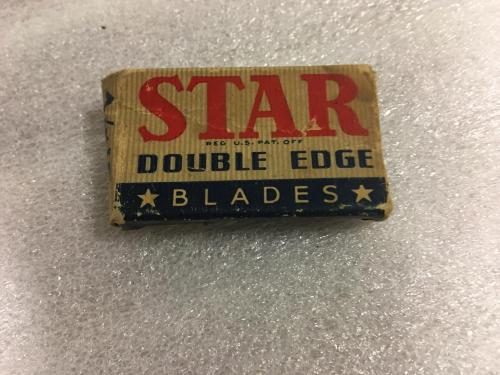 STAR
REG U.S. PAT. OFF
DOUBLE EDGE
★ BLADES ★